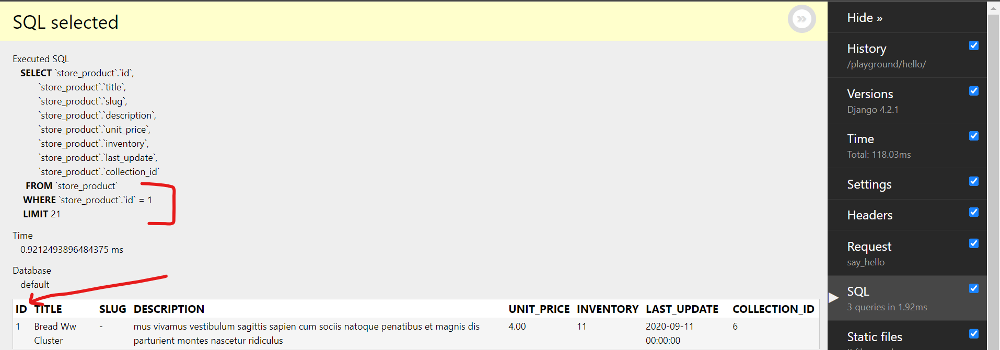 SQL selected
»
Executed SQL
SELECT `store_product`.`id`,
`store_product`.`title`,
`store_product`.`slug`,
`store_product`.`description`,
`store_product`.`unit_price`,
`store_product`.`inventory`,
`store_product`.`last_update`,
`store_product`.`collection_id`
FROM `store_product`
WHERE `store_product`.`id` = 1
LIMIT 21
Time
0.9212493896484375 ms
Database
default
ID TITLE SLUG DESCRIPTION UNIT_PRICE INVENTORY LAST_UPDATE COLLECTION_ID
1 Bread Ww - mus vivamus vestibulum sagittis sapien cum sociis natoque penatibus et magnis dis 4.00 11 2020-09-11 6
Cluster parturient montes nascetur ridiculus 00:00:00
Hide »
History
/playground/hello/
Versions
Django 4.2.1
Time
Total: 118.03ms
Settings
Headers
Request
say_hello
SQL
3 queries in 1.92ms
Static files